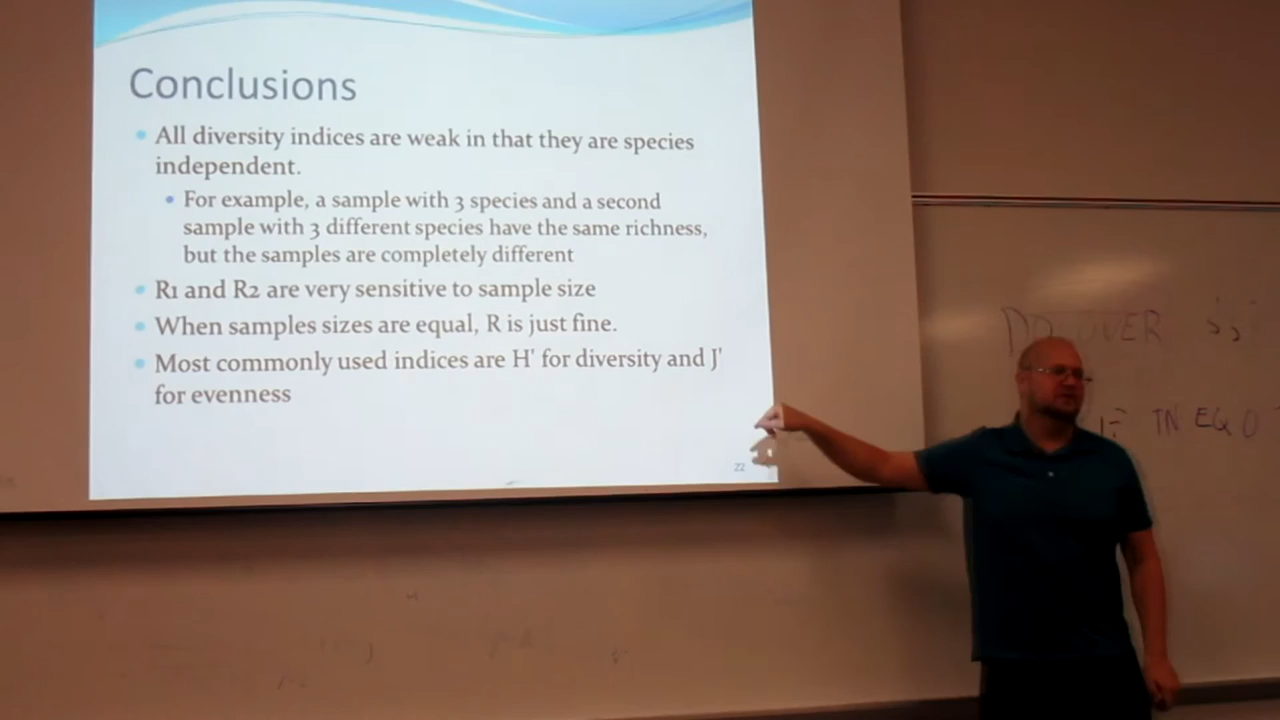 Conclusions
All diversity indices are weak in that they are species
independent.
For example, a sample with 3 species and a second
sample with 3 different species have the same richness,
but the samples are completely different
R1 and R2 are very sensitive to sample size
When samples sizes are equal, R is just fine.
Most commonly used indices are H' for diversity and J'
for evenness
22
OVER
IN EQ